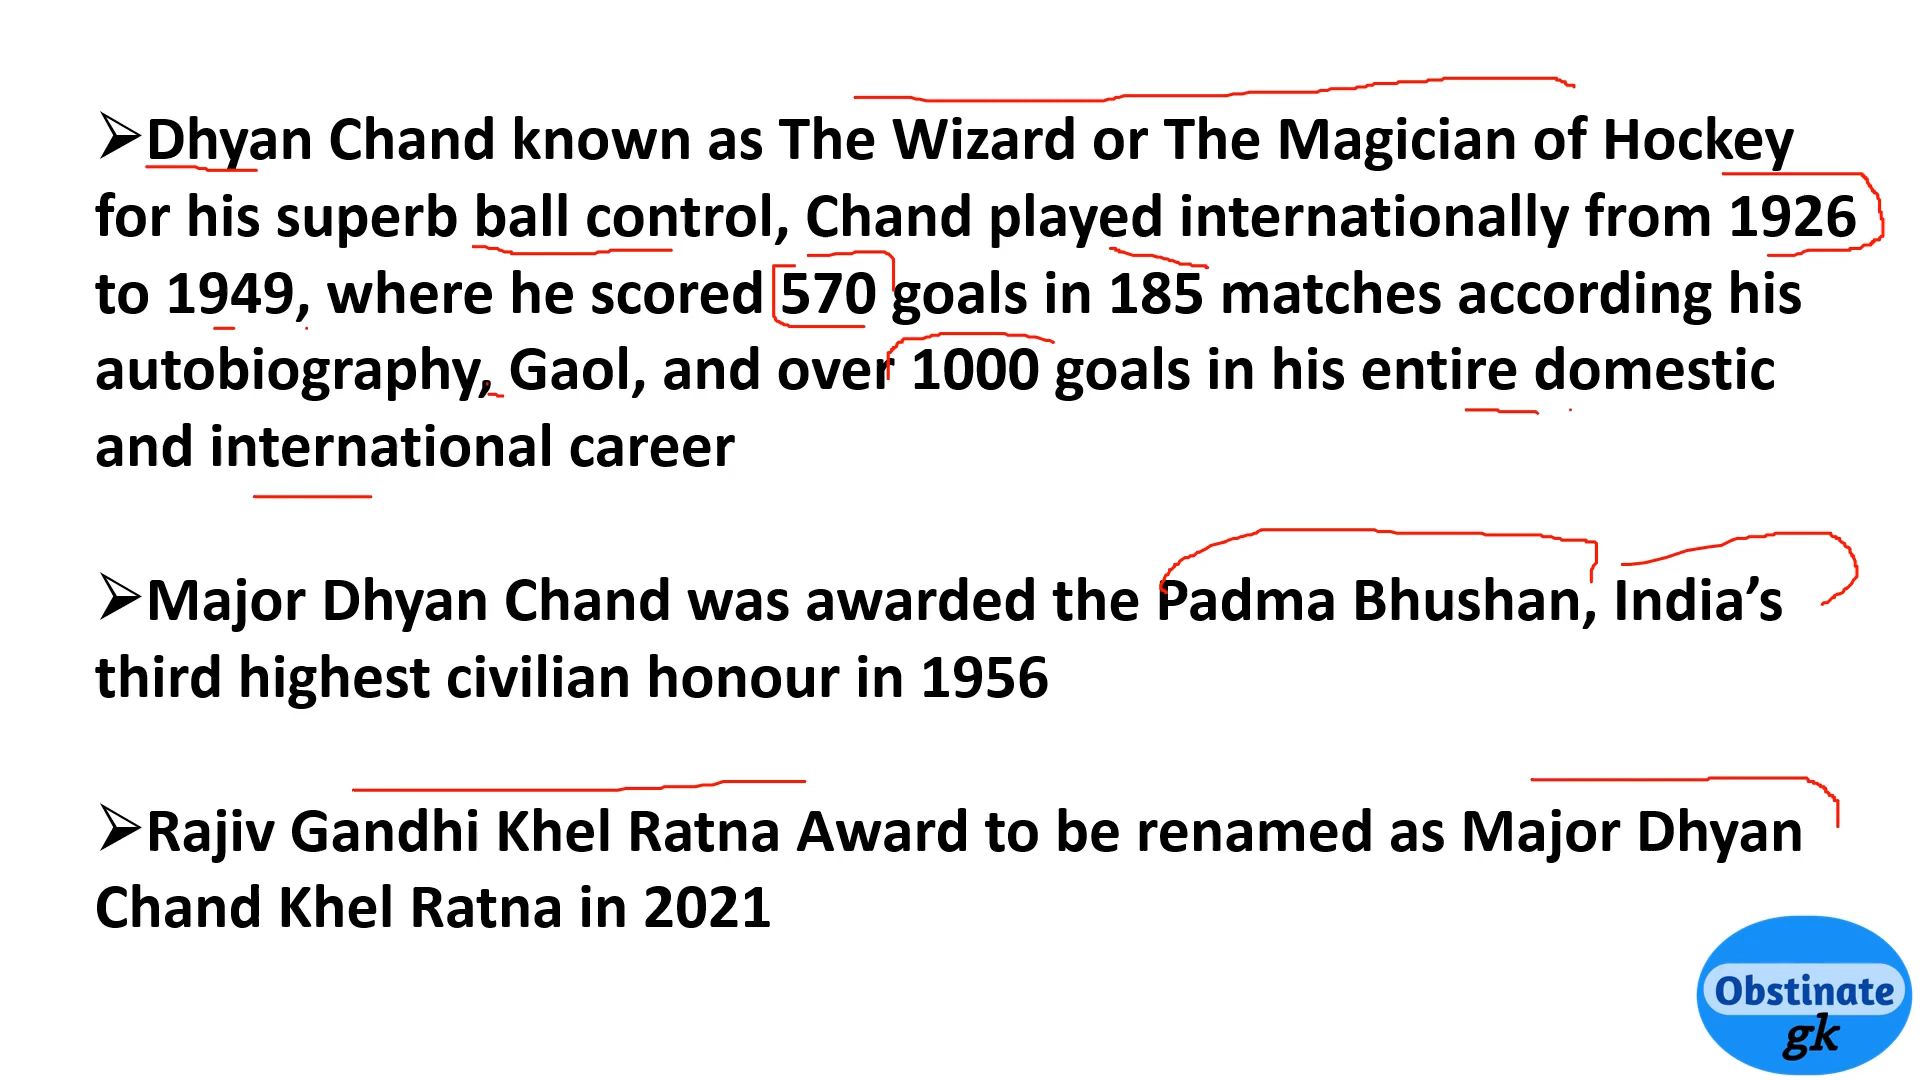 ➢Dhyan Chand known as The Wizard or The Magician of Hockey
for his superb ball control, Chand played internationally from 1926
to 1949, where he scored 570 goals in 185 matches according his
autobiography, Gaol, and over 1000 goals in his entire domestic
and international career
➢Major Dhyan Chand was awarded the Padma Bhushan, India’s
third highest civilian honour in 1956
➢Rajiv Gandhi Khel Ratna Award to be renamed as Major Dhyan
Chand Khel Ratna in 2021
Obstinate
gk